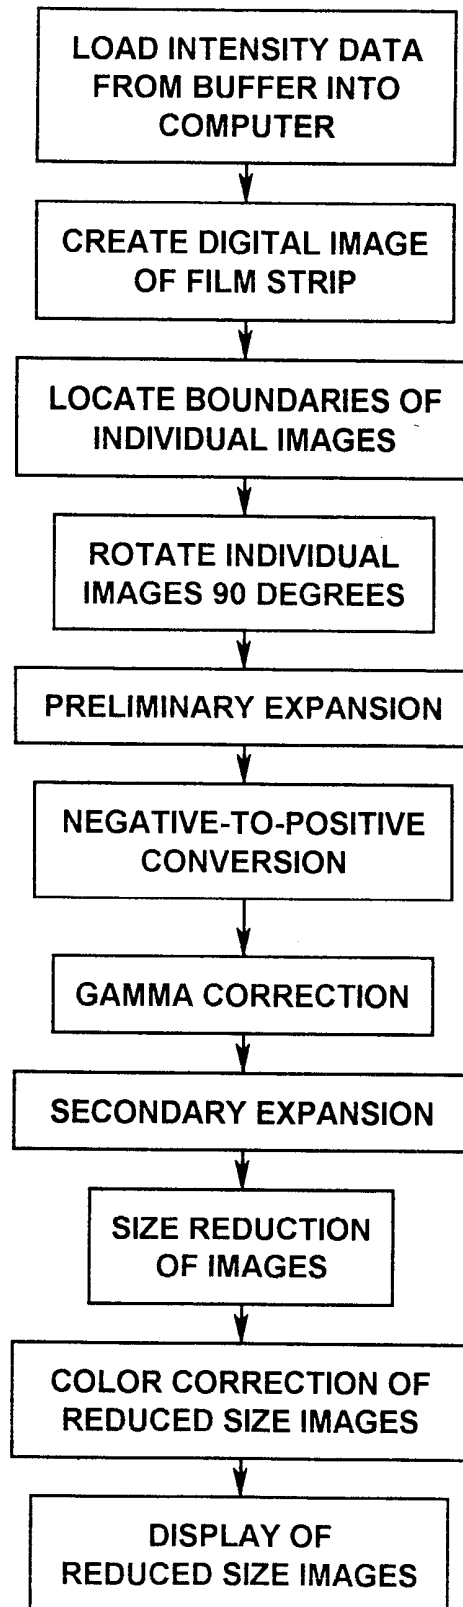 LOAD INTENSITY DATA
FROM BUFFER INTO
COMPUTER
CREATE DIGITAL IMAGE
OF FILM STRIP
LOCATE BOUNDARIES OF
INDIVIDUAL IMAGES
ROTATE INDIVIDUAL
IMAGES 90 DEGREES
PRELIMINARY EXPANSION
NEGATIVE-TO-POSITIVE
CONVERSION
GAMMA CORRECTION
SECONDARY EXPANSION
SIZE REDUCTION
OF IMAGES
COLOR CORRECTION OF
REDUCED SIZE IMAGES
DISPLAY OF
REDUCED SIZE IMAGES